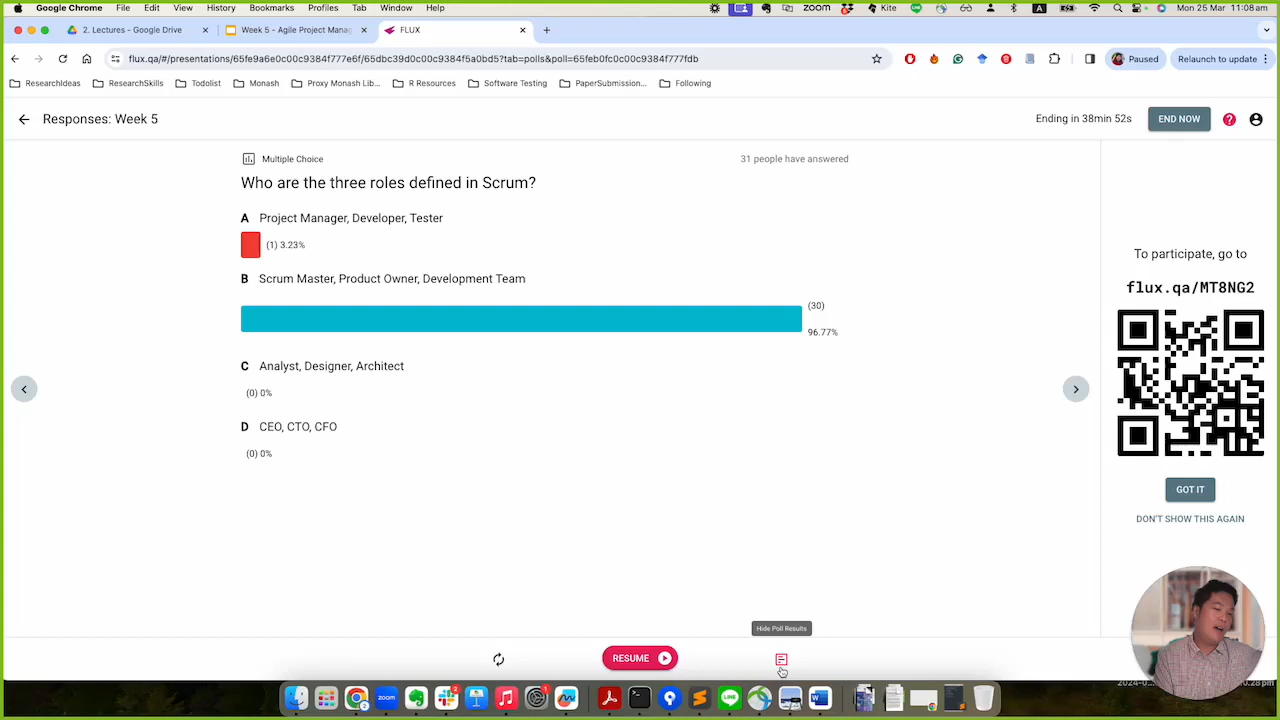 Google Chrome File Edit View History Bookmarks Profiles Tab Window Help zoom Kite A Mon 25 Mar 11:08 am
2. Lectures - Google Drive Week 5 - Agile Project Mana FLUX
flux.qa/#/presentations/65fe9a6e0c00c9384f777e6f/65dbc39d0c00c9384f5a0bd5?tab=polls&poll=65feb0fc0c00c9384f777fdb Paused Relaunch to update
ResearchIdeas ResearchSkills Todolist Monash Proxy Monash Lib... R Resources Software Testing PaperSubmission... Following
Responses: Week 5 Ending in 38min 52s END NOW
Multiple Choice 31 people have answered
Who are the three roles defined in Scrum?
A Project Manager, Developer, Tester
(1) 3.23%
B Scrum Master, Product Owner, Development Team
(30)
96.77%
C Analyst, Designer, Architect
(0) 0%
D CEO, CTO, CFO
(0) 0%
To participate, go to
flux.qa/MT8NG2
GOT IT
DON'T SHOW THIS AGAIN
Hide Poll Results
RESUME
zoom
LINE